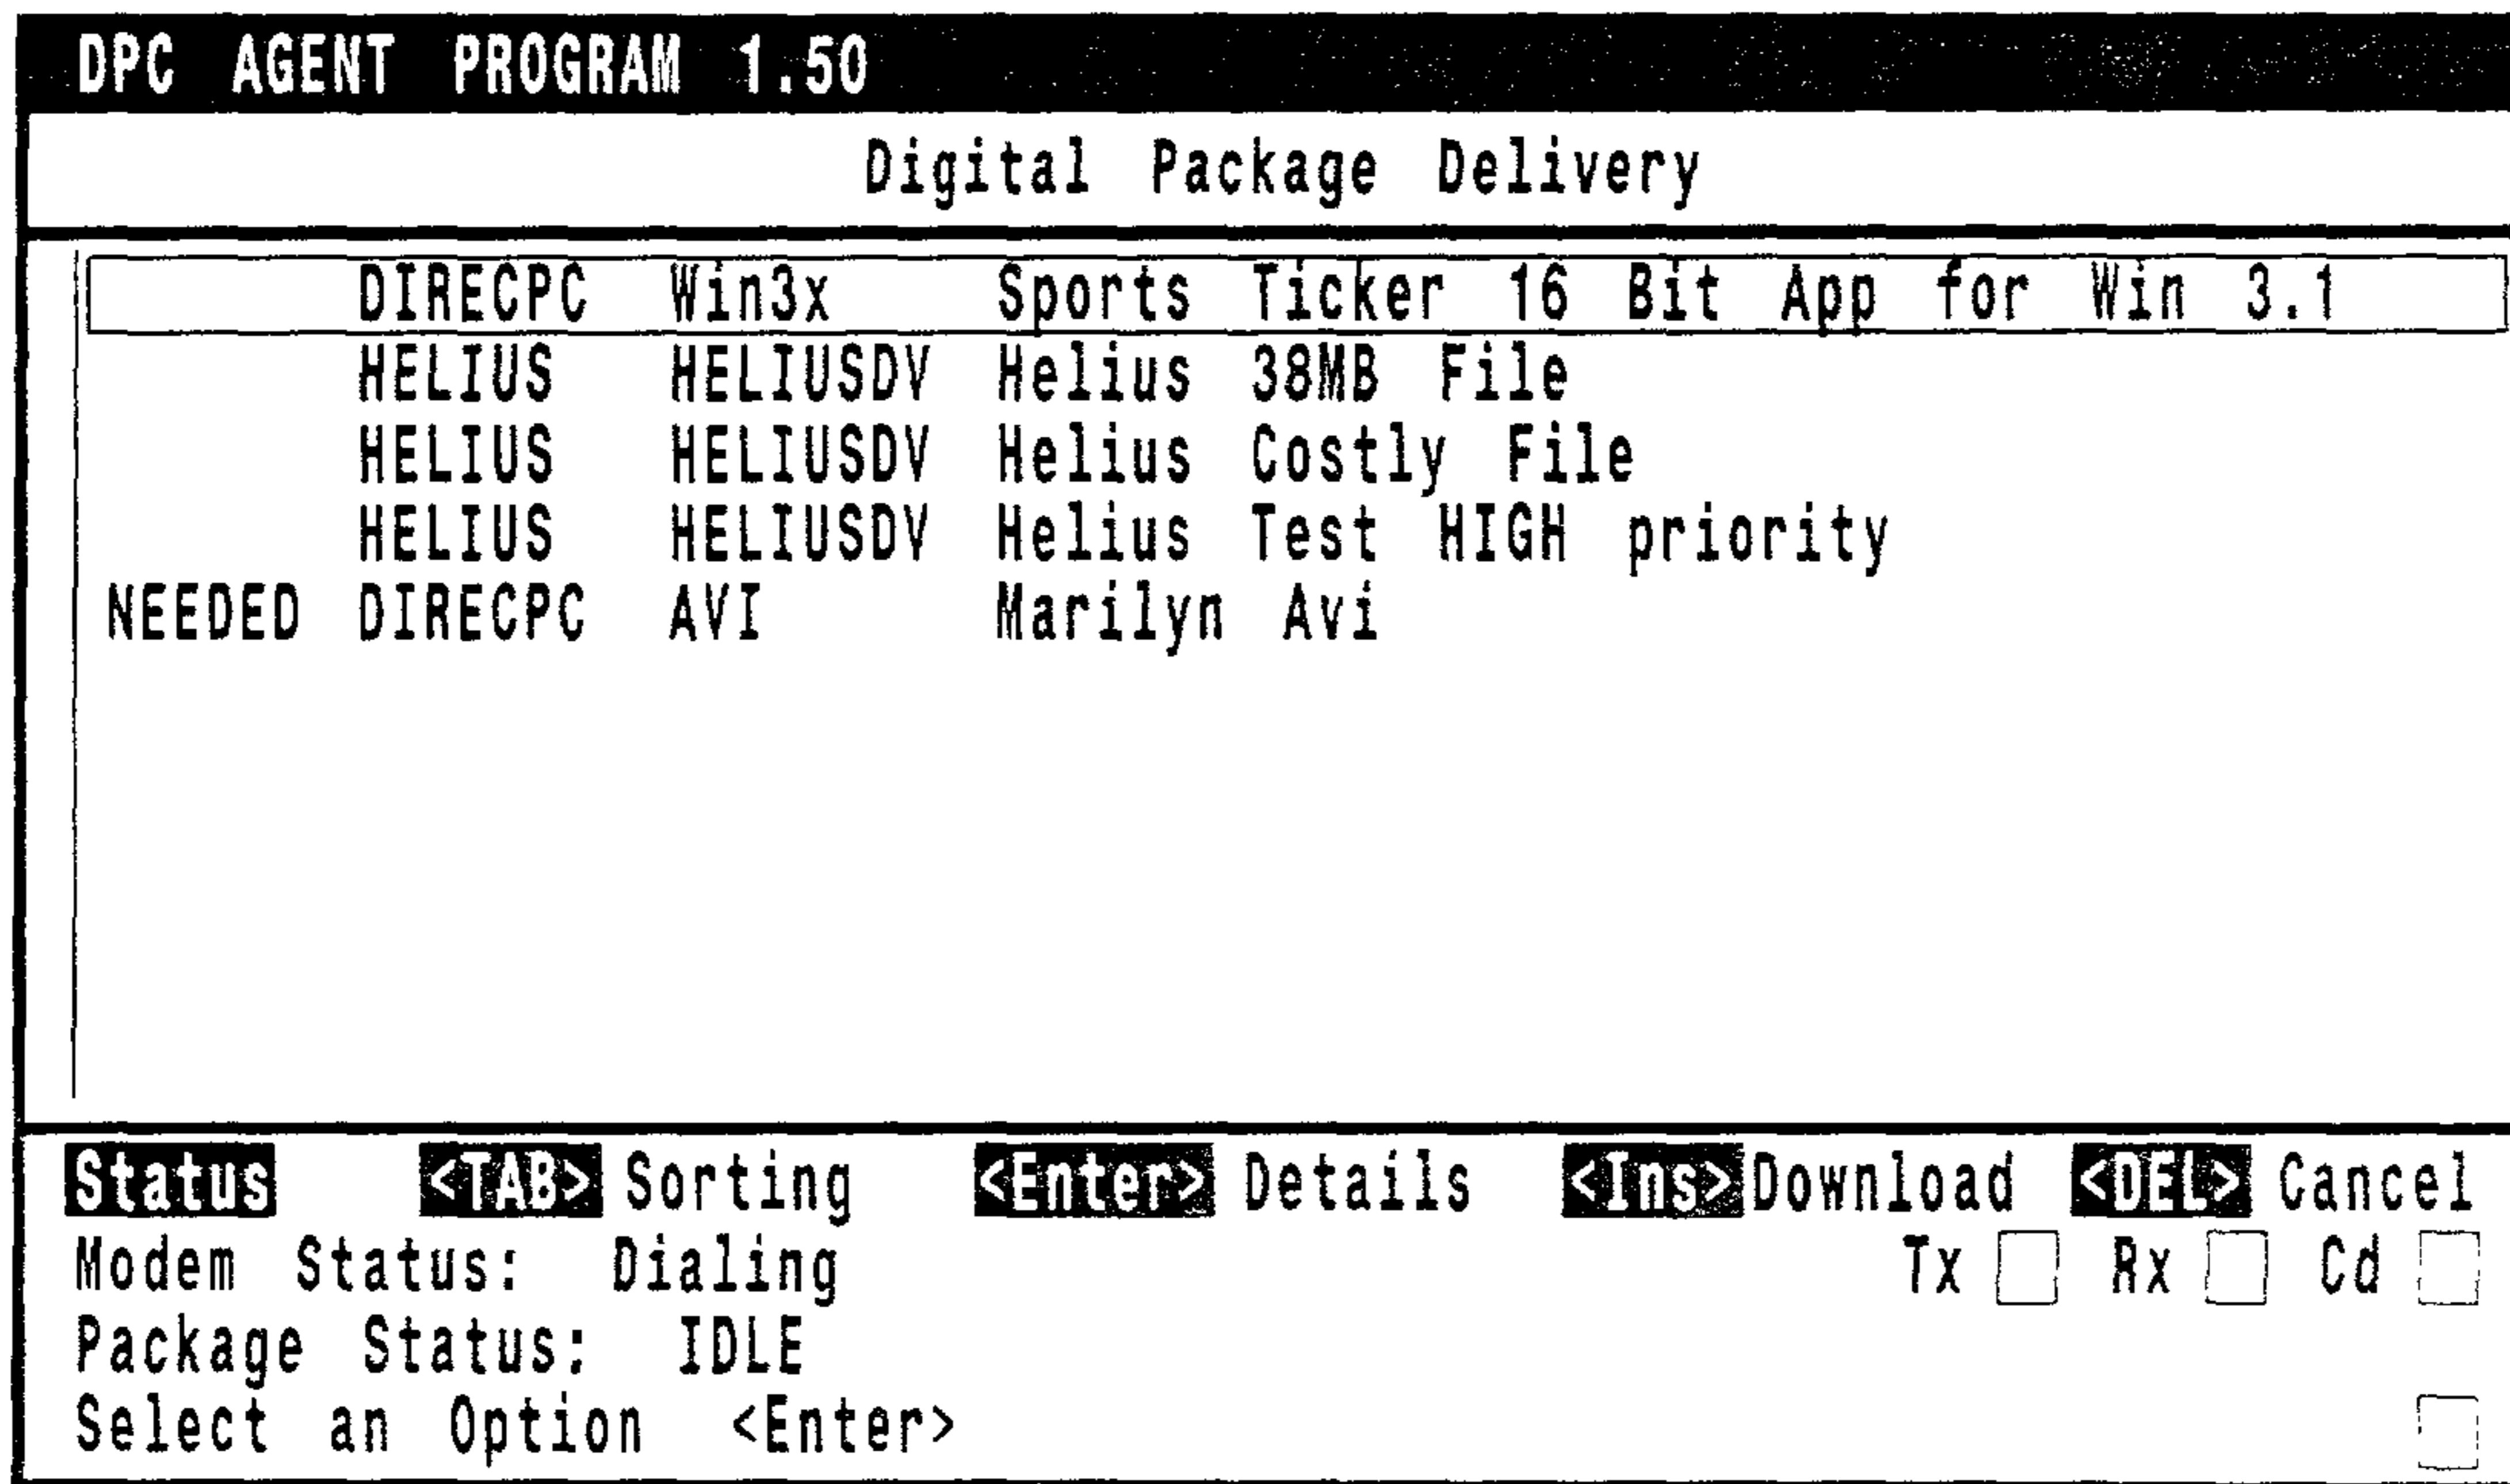 DPC AGENT PROGRAM 1.50
Digital Package Delivery
DIRECPC Win3x Sports Ticker 16 Bit App for Win 3.1
HELIUS HELIUSDV Helius 38MB File
HELIUS HELIUSDV Helius Costly File
HELIUS HELIUSDV Helius Test HIGH priority
NEEDED DIRECPC AVI Marilyn Avi
Status <TAB> Sorting <Enter> Details <Ins> Download <DEL> Cancel
Modem Status: Dialing Tx Rx Cd
Package Status: IDLE
Select an Option <Enter>